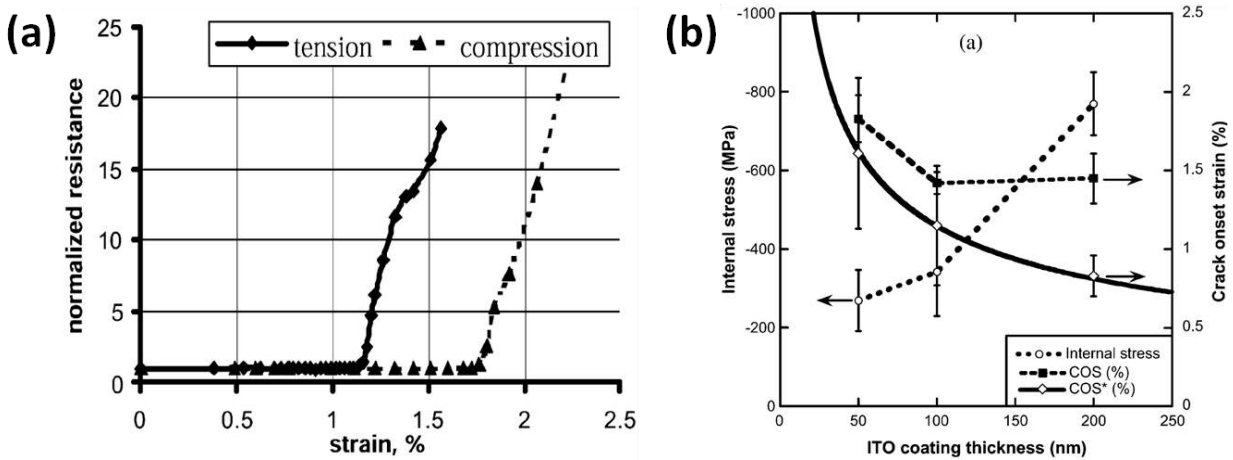 (a)
25
20
15
10
5
0
normalized resistance
tension compression
0 0.5 1 1.5 2 2.5
strain, %
(b)
(a)
-1000
-800
-600
-400
-200
0
Internal stress (MPa)
2.5
2
1.5
1
0.5
0
Crack onset strain (%)
Internal stress
COS (%)
COS* (%)
0 50 100 150 200 250
ITO coating thickness (nm)